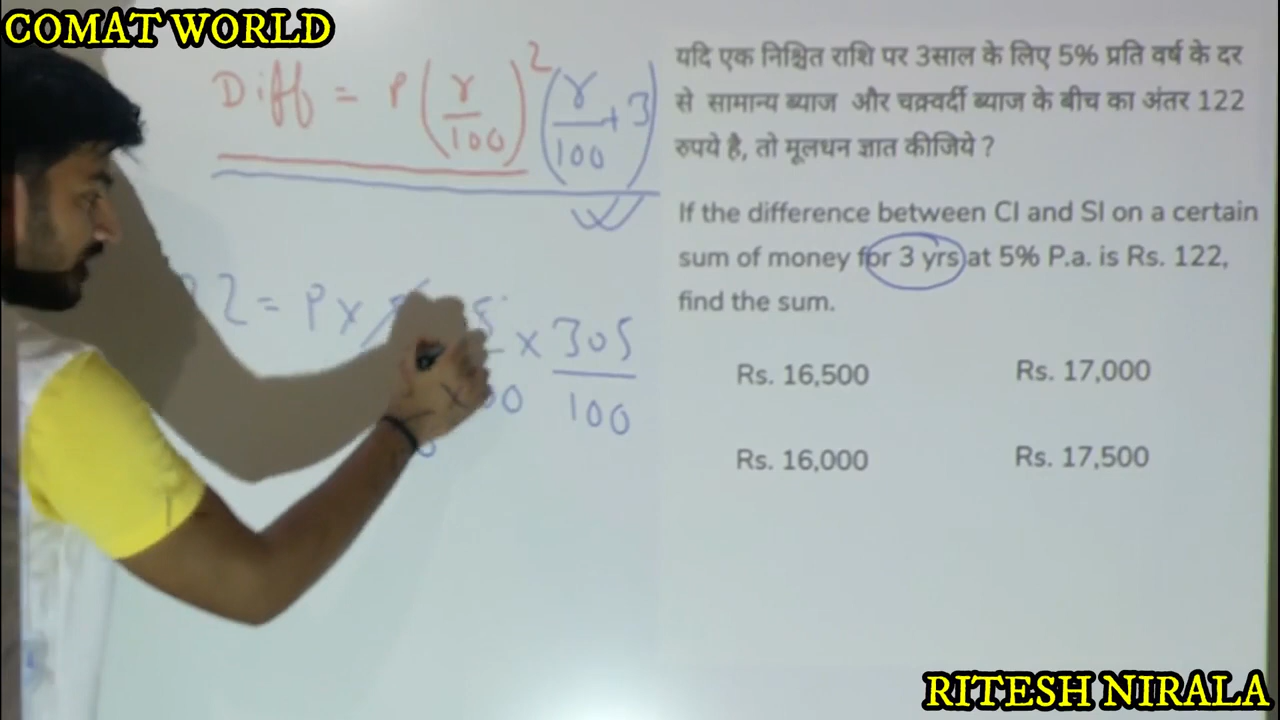 COMAT WORLD
Diff = P (r/100)² (r/100 + 3)
यदि एक निश्चित राशि पर 3साल के लिए 5% प्रति वर्ष के दर
से सामान्य ब्याज और चक्रवर्दी ब्याज के बीच का अंतर 122
रुपये है, तो मूलधन ज्ञात कीजिये ?
If the difference between CI and SI on a certain
sum of money for 3 yrs at 5% P.a. is Rs. 122,
find the sum.
2 = P x
5
x 305/100
Rs. 16,500 Rs. 17,000
Rs. 16,000 Rs. 17,500
RITESH NIRALA